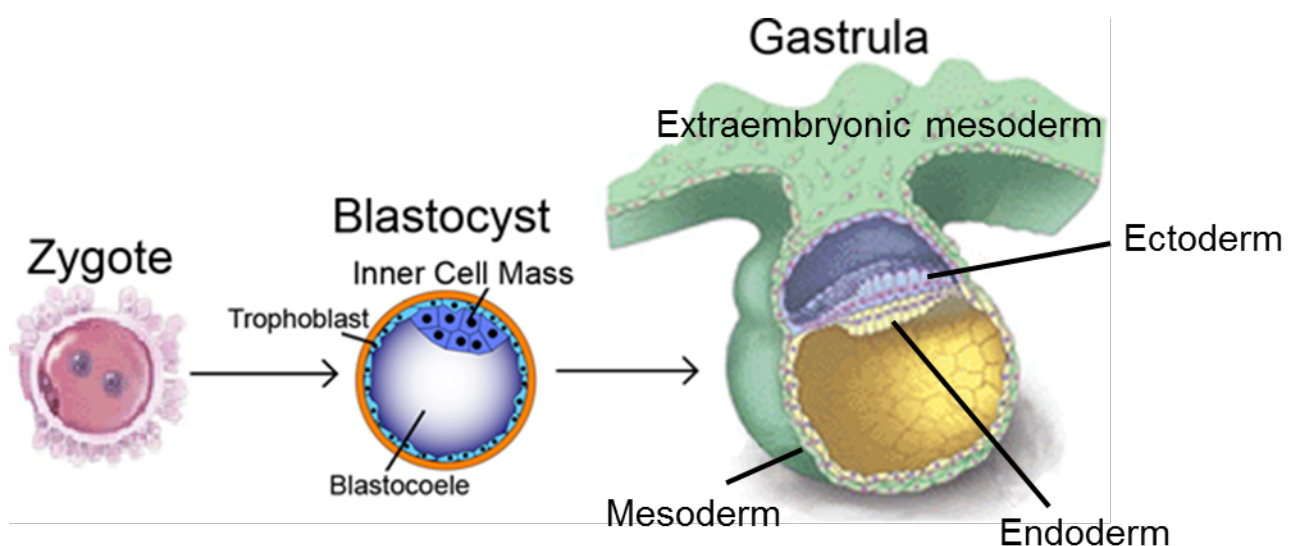 Gastrula
Extraembryonic mesoderm
Blastocyst
Ectoderm
Zygote
Inner Cell Mass
Trophoblast
Blastocoele
Mesoderm
Endoderm